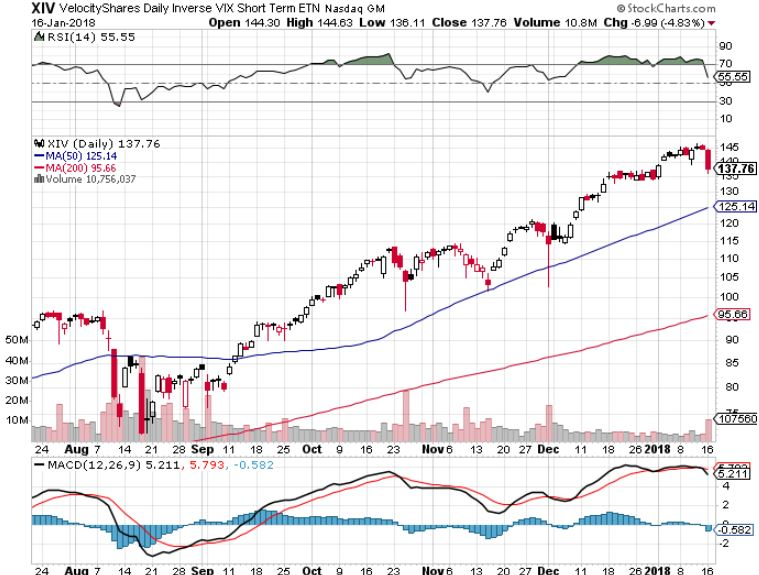 XIV VelocityShares Daily Inverse VIX Short Term ETN Nasdaq GM © StockCharts.com
16-Jan-2018 Open 144.30 High 144.63 Low 136.11 Close 137.76 Volume 10.8M Chg -6.99 (-4.83%)
RSI(14) 55.55
90
70
55.55
50
30
10
XIV (Daily) 137.76
MA(50) 125.14
MA(200) 95.66
Volume 10,756,037
145
140
137.76
135
130
125.14
120
115
110
105
100
95.66
90
85
80
75
50M
40M
30M
20M
10M
107560
24 Aug 7 14 21 28 Sep 11 18 25 Oct 9 16 23 Nov 6 13 20 27 Dec 11 18 26 2018 8 16
MACD(12,26,9) 5.211, 5.793, -0.582
5.793
5.211
4
2
-0.582
-2
24 Aug 7 14 21 28 Sep 11 18 25 Oct 9 16 23 Nov 6 13 20 27 Dec 11 18 26 2018 8 16